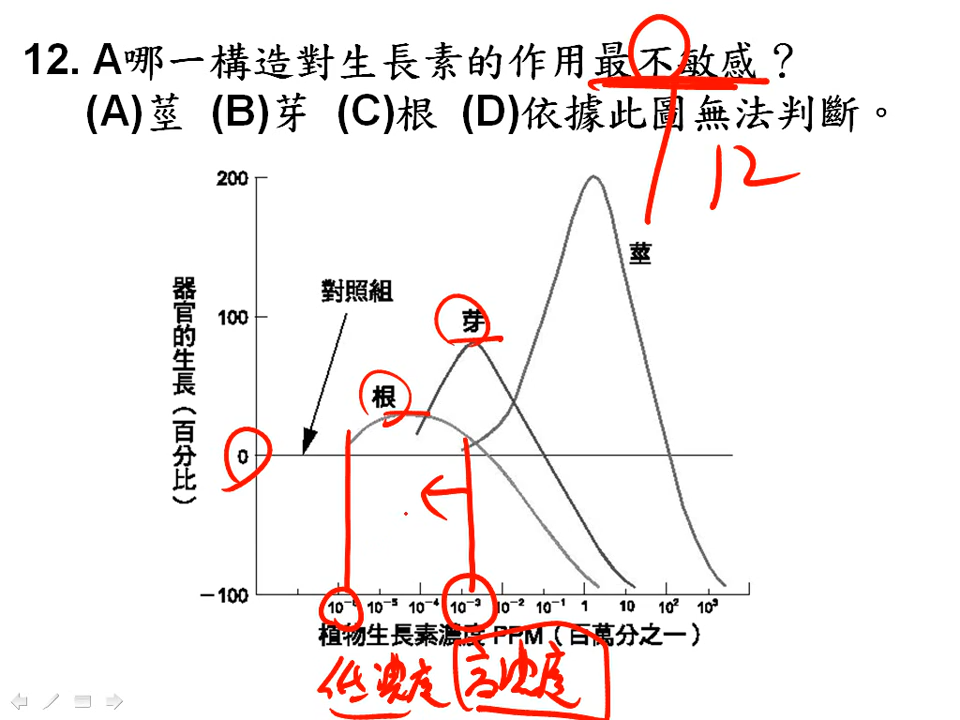 12. A哪一構造對生長素的作用最不敏感？
(A)莖 (B)芽 (C)根 (D)依據此圖無法判斷。
12
200
莖
對照組
100
芽
根
器官的生長（百分比）
0
-100
10⁻⁶ 10⁻⁵ 10⁻⁴ 10⁻³ 10⁻² 10⁻¹ 1 10 10² 10³
植物生長素濃度 PPM（百萬分之一）
低濃度 高濃度